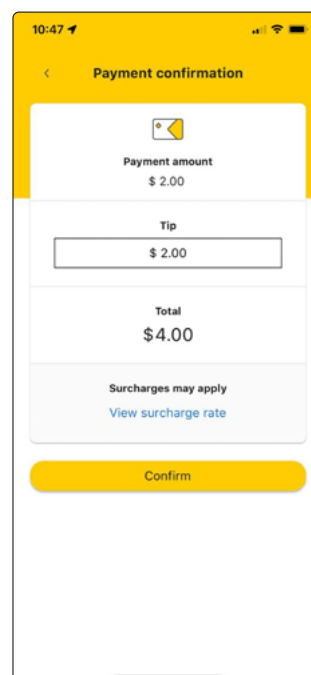 10:47
Payment confirmation
Payment amount
$ 2.00
Tip
$ 2.00
Total
$4.00
Surcharges may apply
View surcharge rate
Confirm